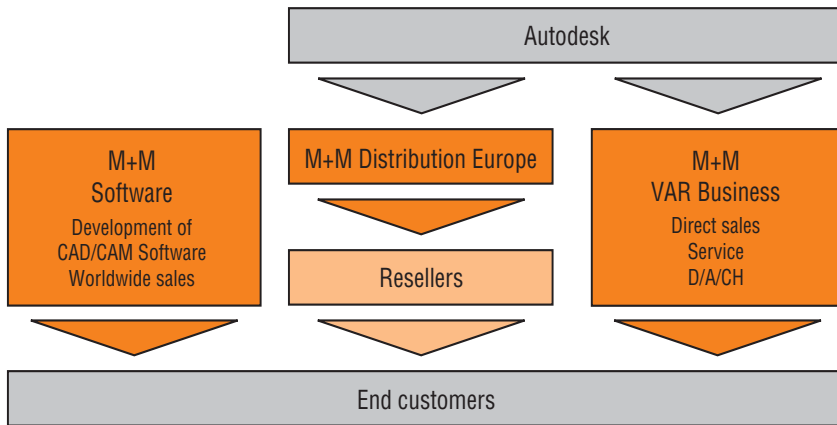 Autodesk
M+M
Software
Development of
CAD/CAM Software
Worldwide sales
M+M Distribution Europe
Resellers
M+M
VAR Business
Direct sales
Service
D/A/CH
End customers